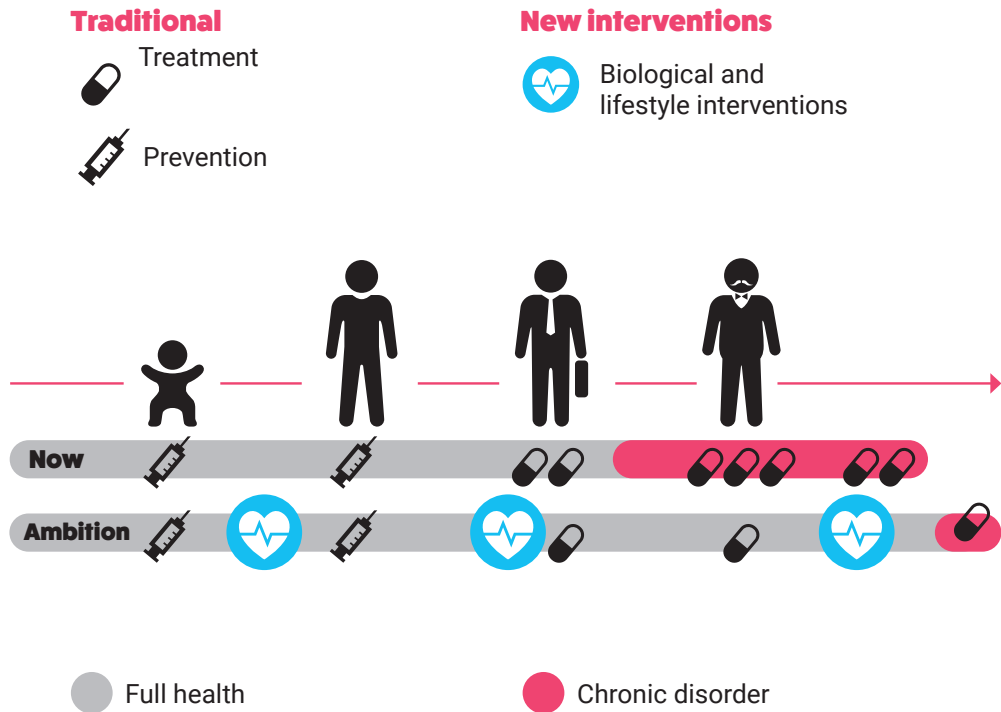 Traditional
New interventions
Treatment
Biological and
lifestyle interventions
Prevention
Now
Ambition
Full health
Chronic disorder